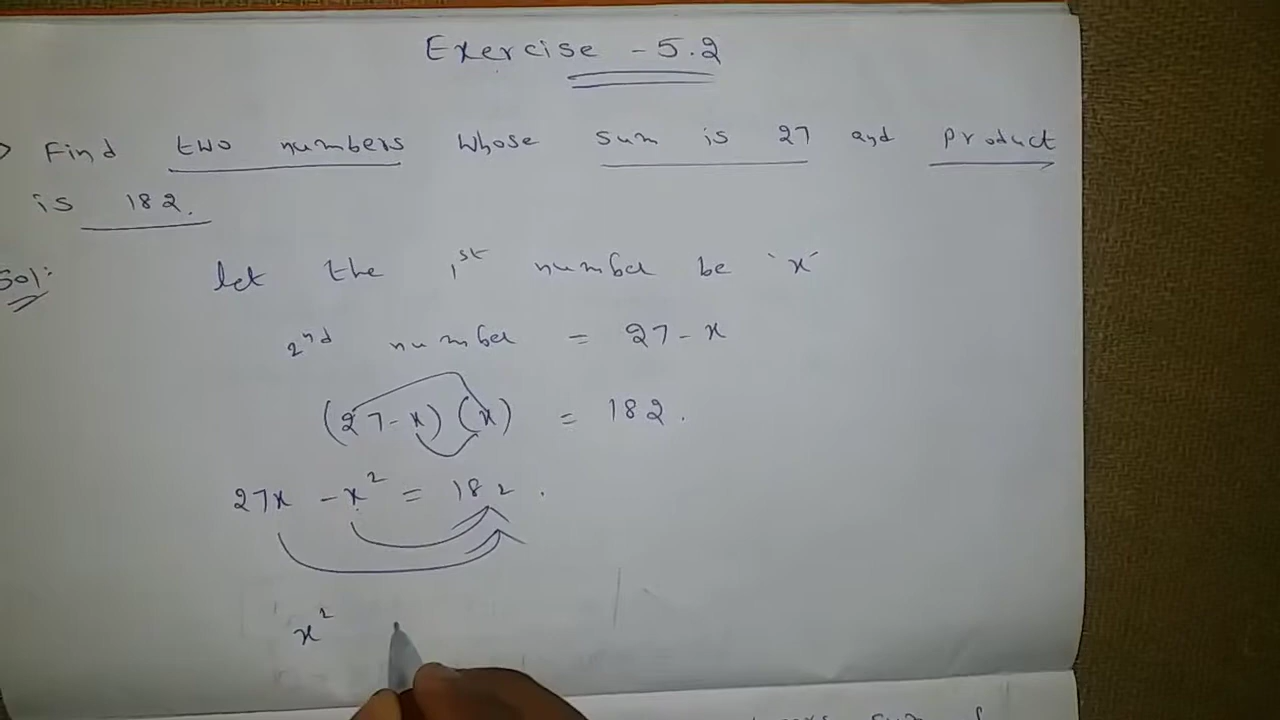 Exercise - 5.2
Find two numbers whose sum is 27 and product
is 182.
Sol:
let the 1st number be 'x'
2nd number = 27 - x
(27 - x) (x) = 182.
27x - x² = 182.
x²